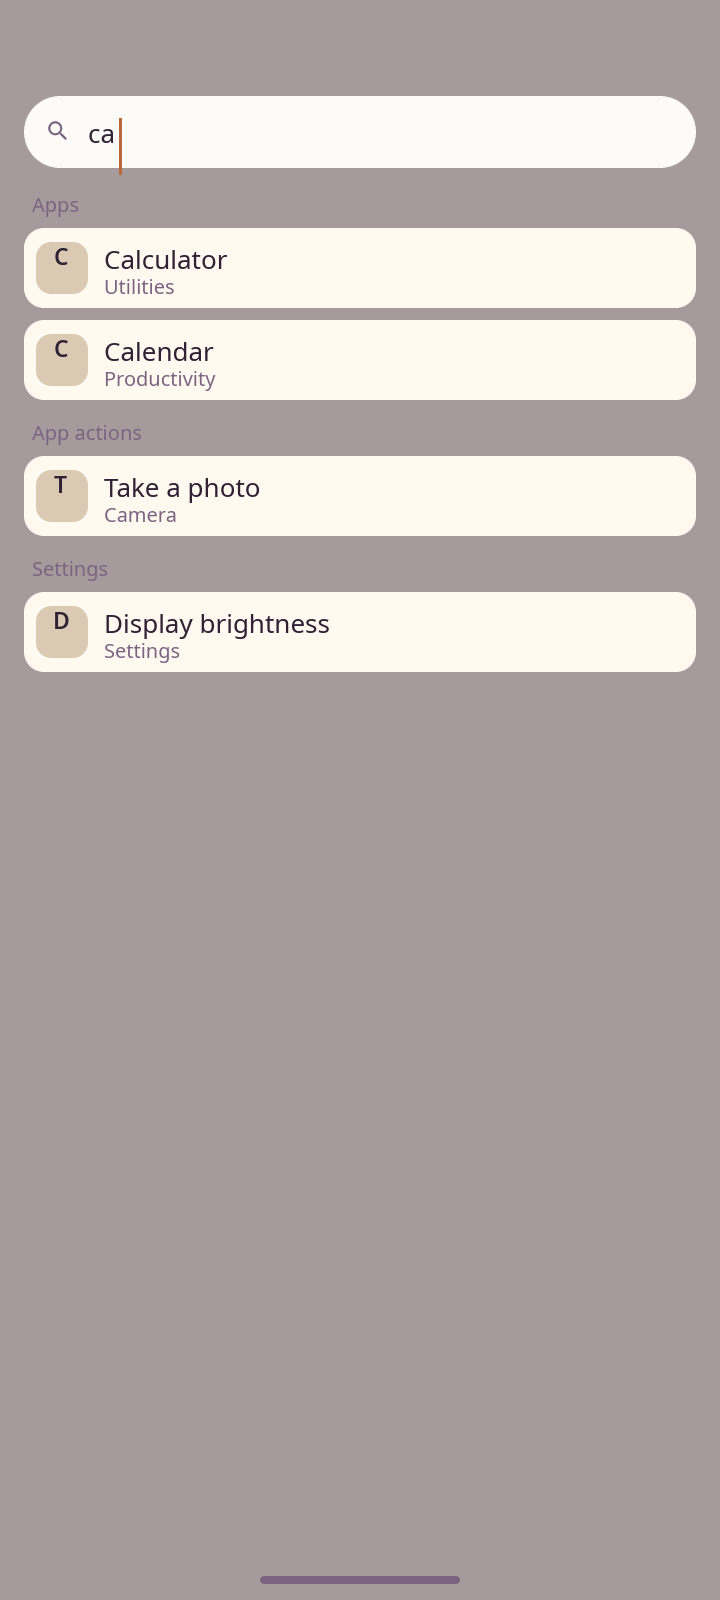 ca
Apps
C
Calculator
Utilities
C
Calendar
Productivity
App actions
T
Take a photo
Camera
Settings
D
Display brightness
Settings